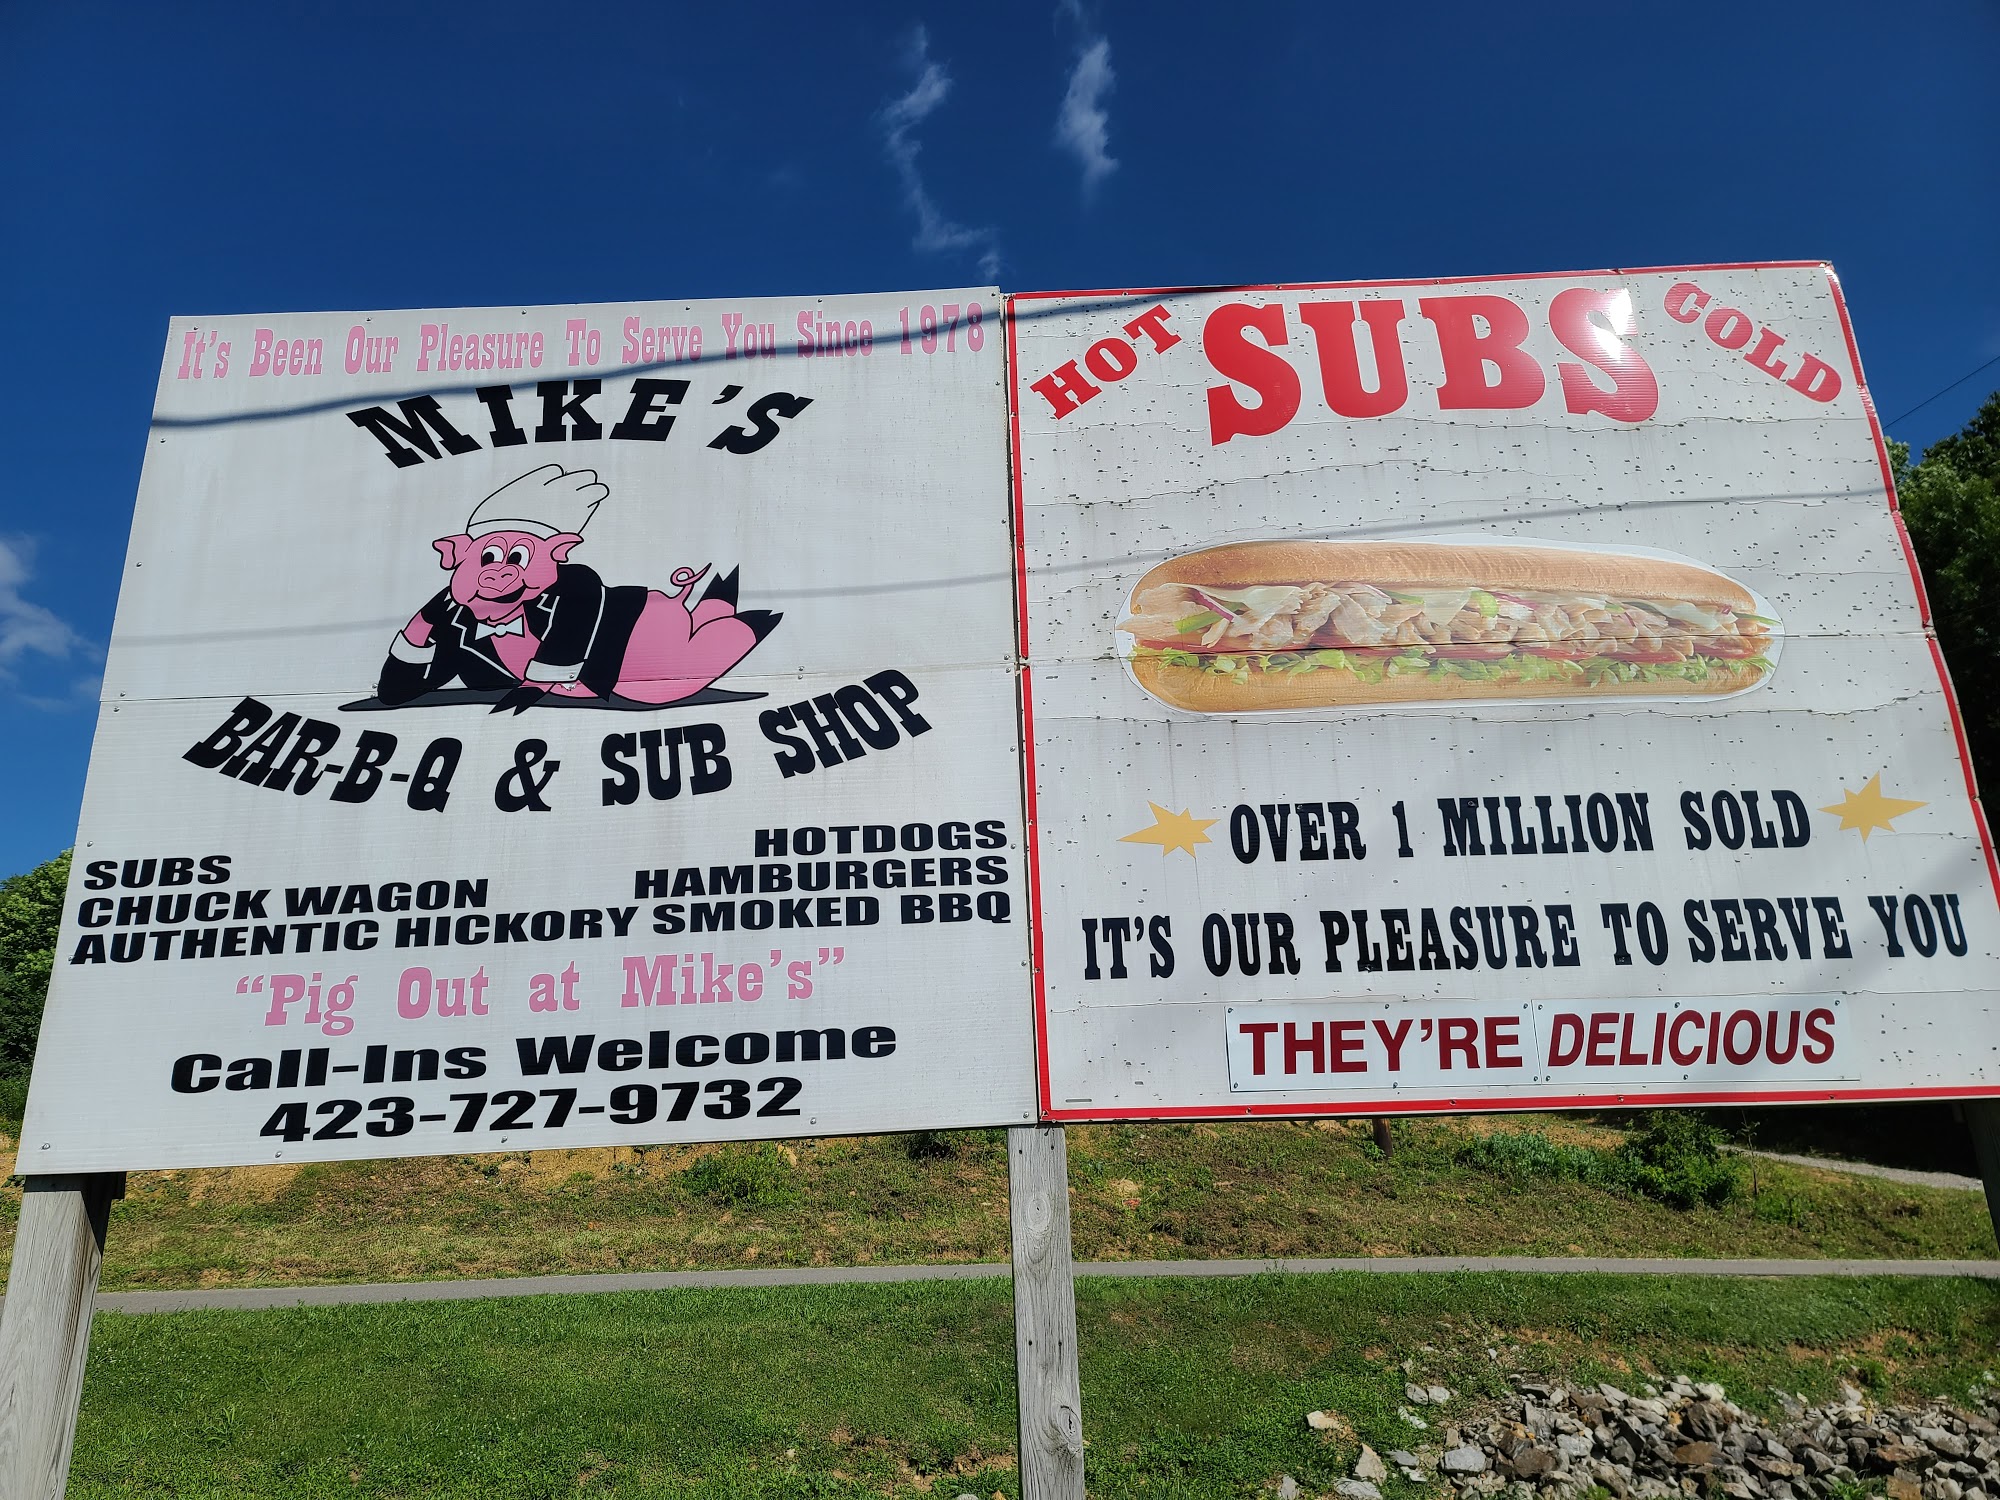 It's Been Our Pleasure To Serve You Since 1978
MIKE'S
BAR-B-Q & SUB SHOP
SUBS
HOTDOGS
CHUCK WAGON
HAMBURGERS
AUTHENTIC HICKORY SMOKED BBQ
"Pig Out at Mike's"
Call-Ins Welcome
423-727-9732
HOT SUBS COLD
OVER 1 MILLION SOLD
IT'S OUR PLEASURE TO SERVE YOU
THEY'RE DELICIOUS